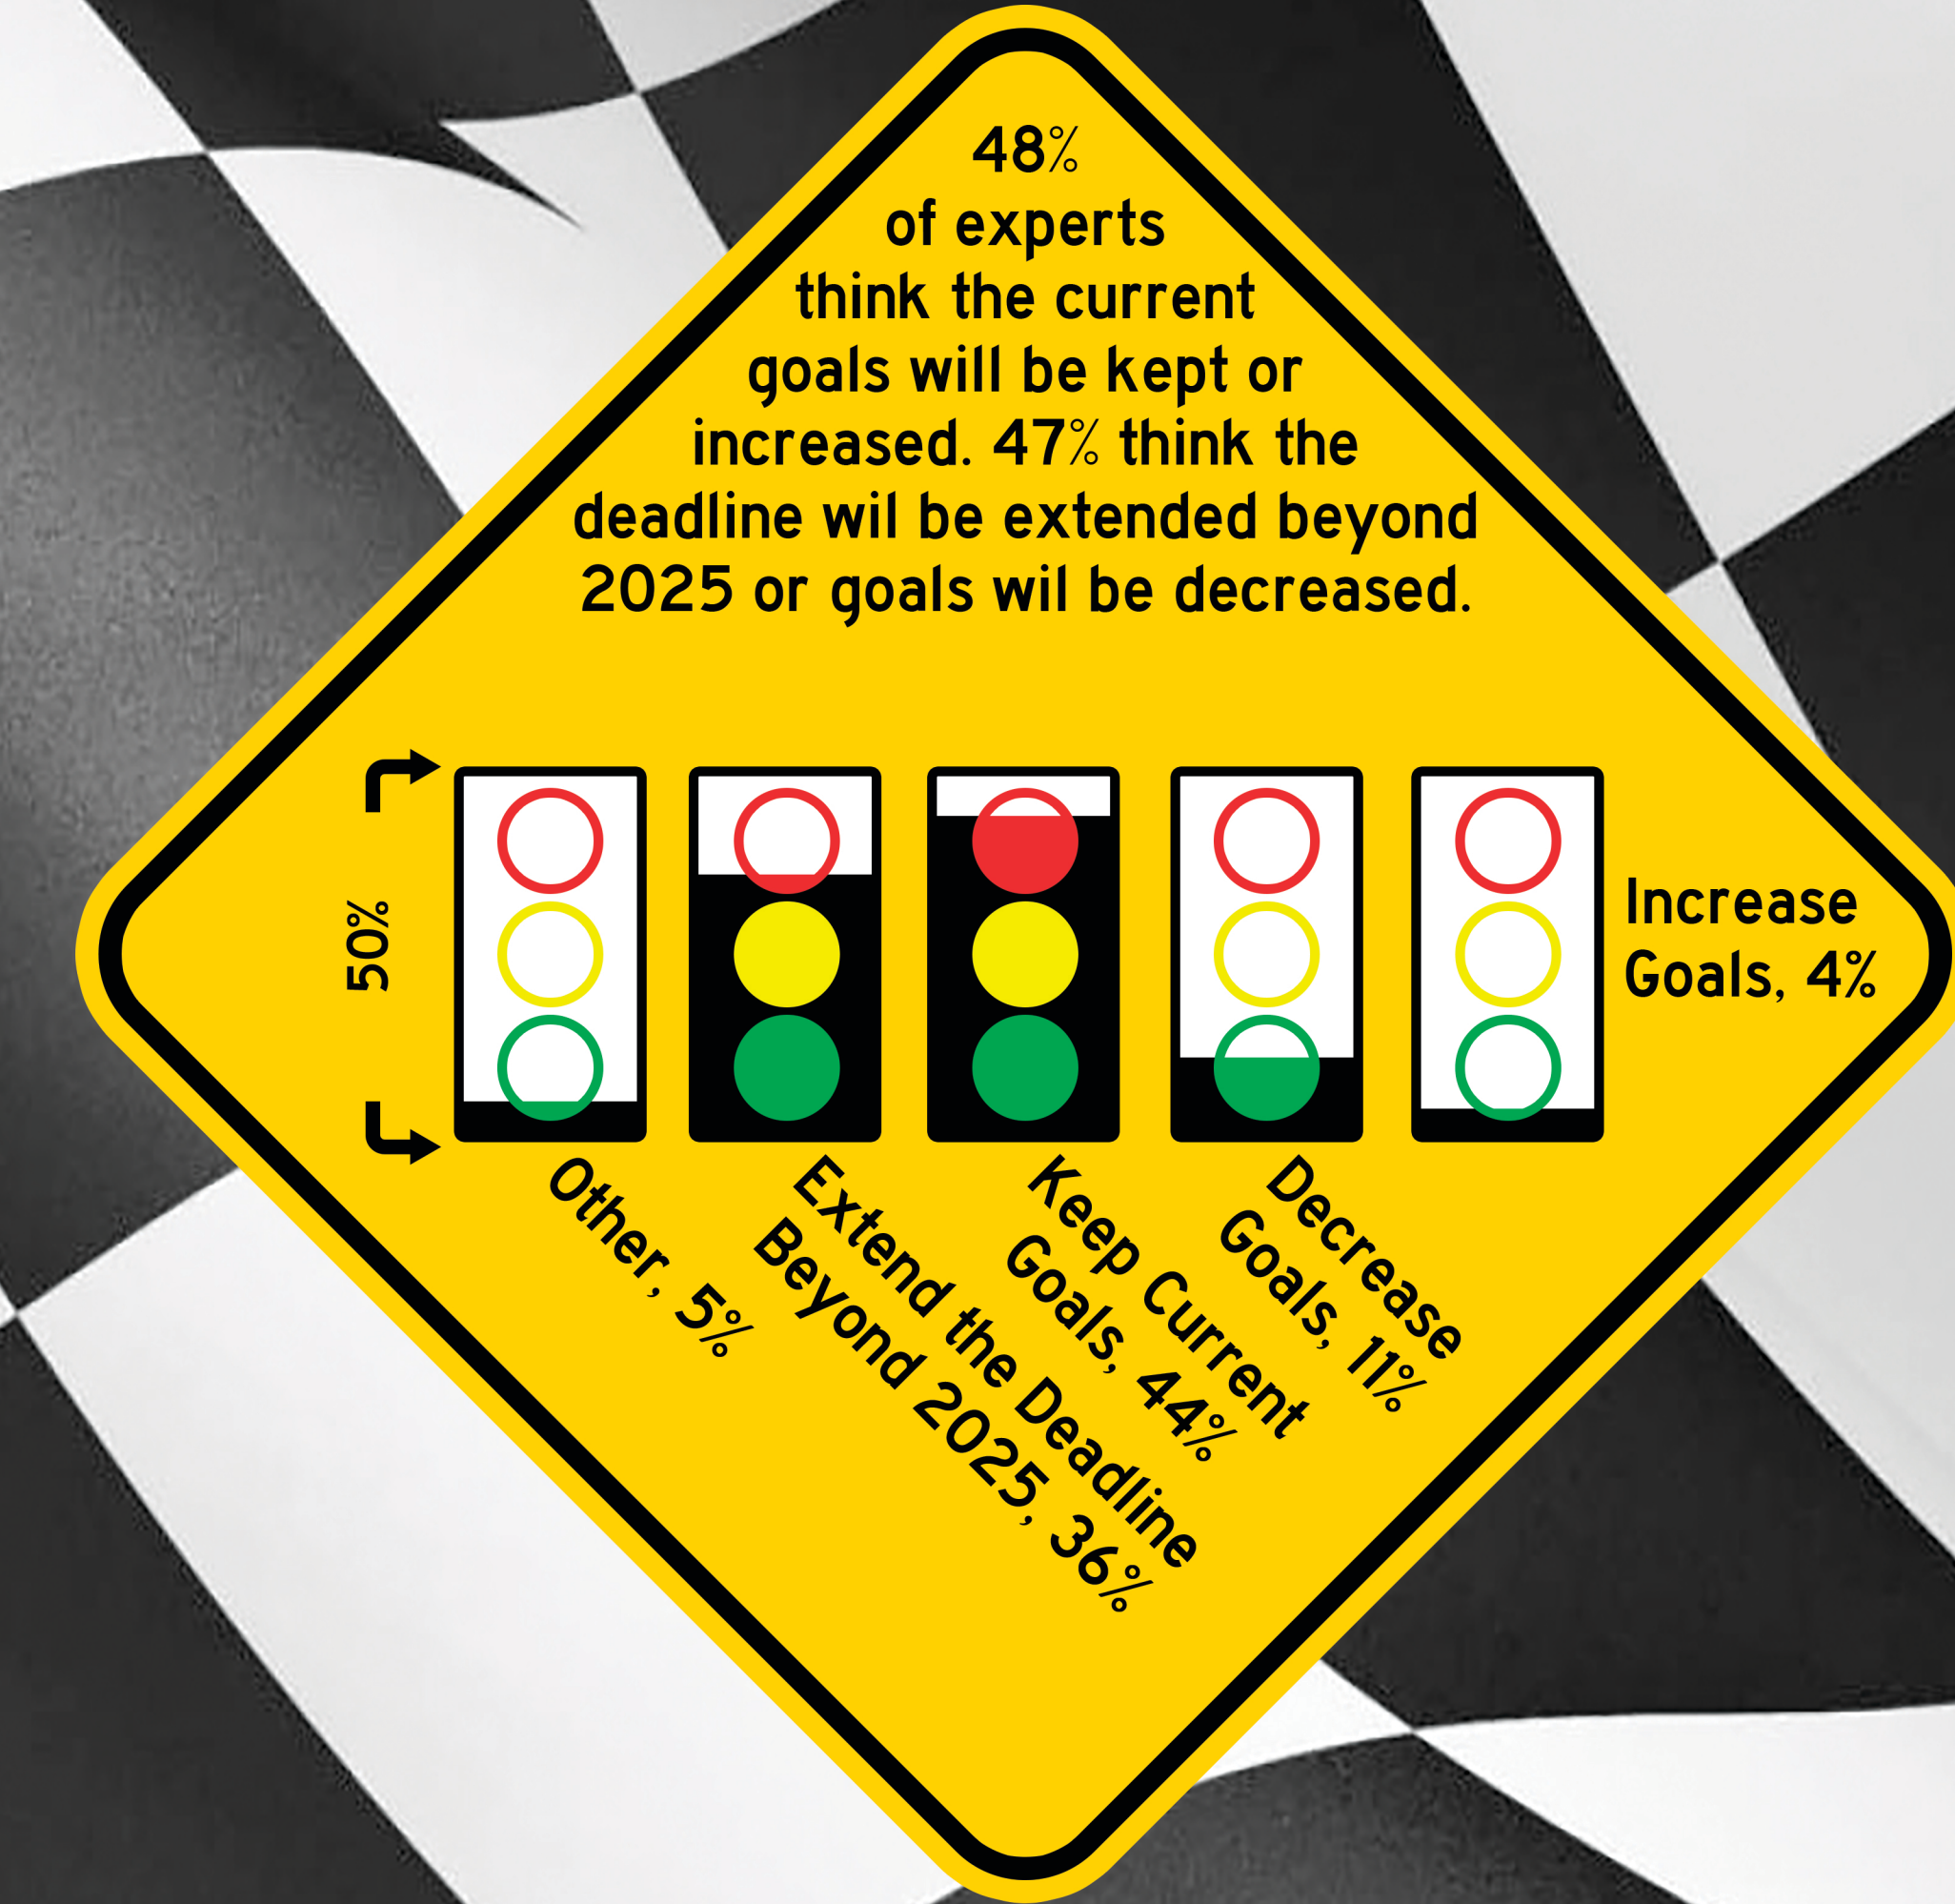 48%
of experts
think the current
goals will be kept or
increased. 47% think the
deadline wil be extended beyond
2025 or goals wil be decreased.
50%
Other, 5%
Extend the Deadline
Beyond 2025, 36%
Keep Current
Goals, 44%
Decrease
Goals, 11%
Increase
Goals, 4%